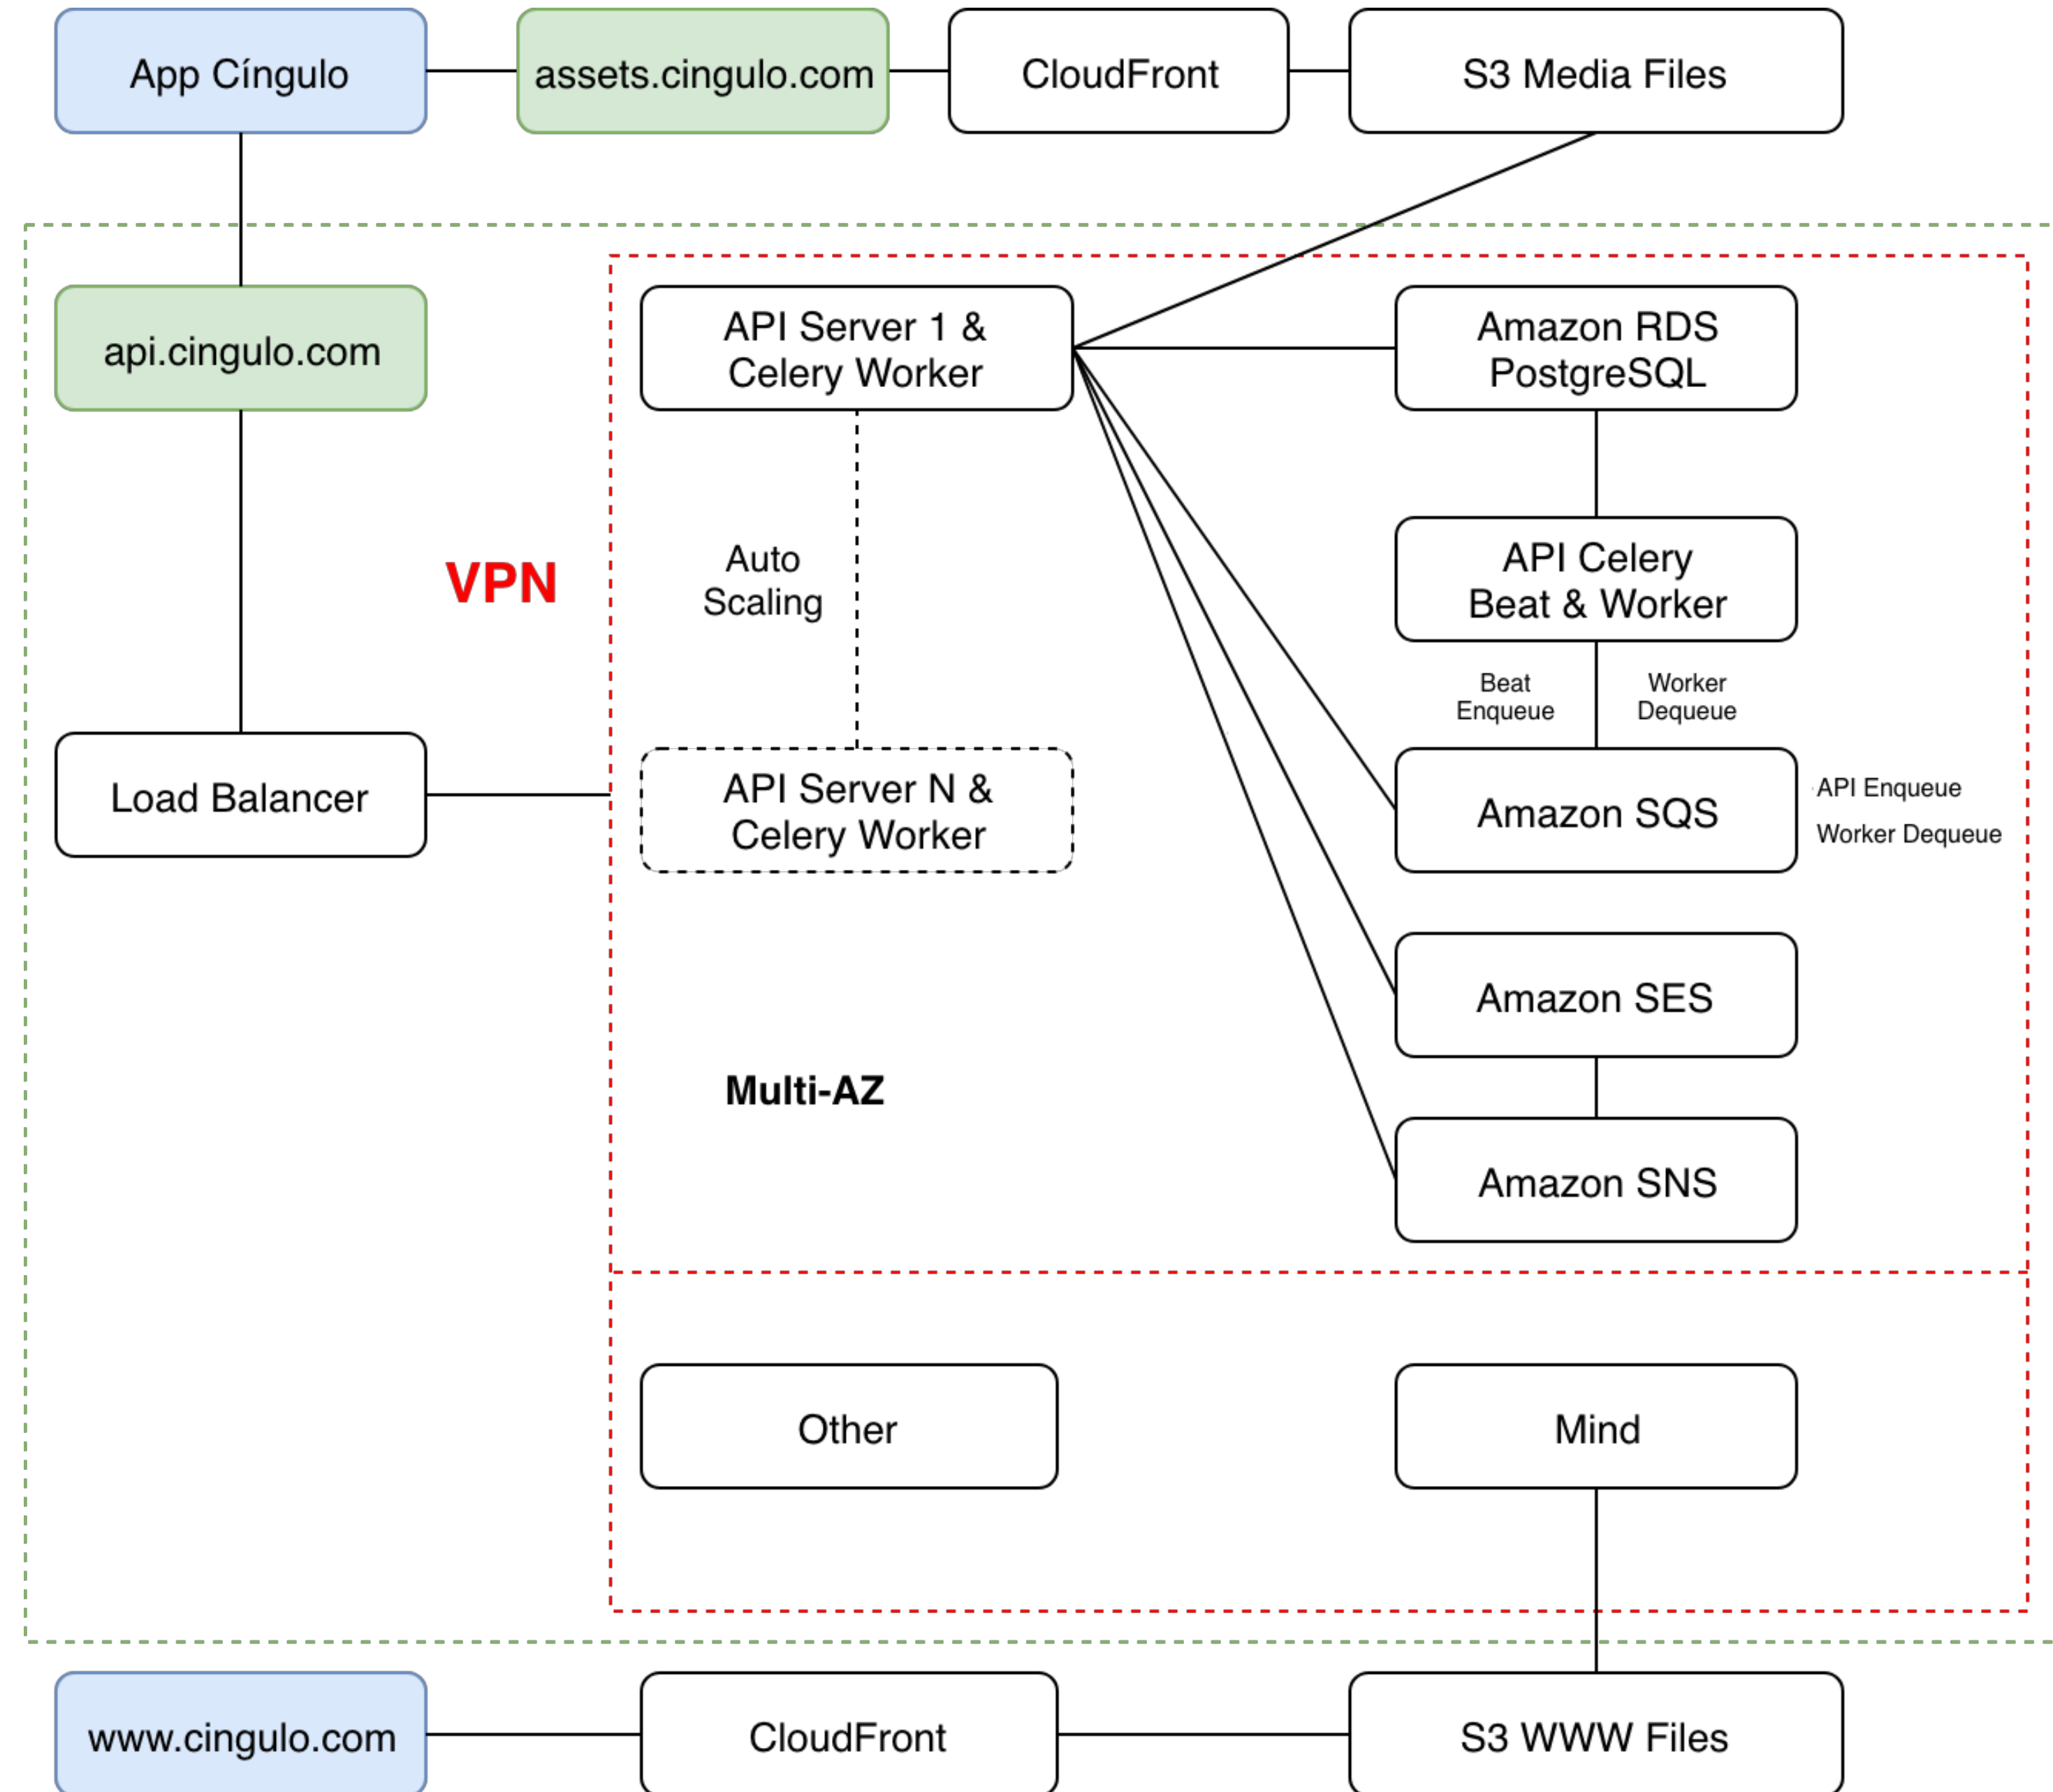 App Cíngulo
assets.cingulo.com
CloudFront
S3 Media Files
api.cingulo.com
API Server 1 &
Celery Worker
Amazon RDS
PostgreSQL
VPN
Auto
Scaling
API Celery
Beat & Worker
Beat
Enqueue
Worker
Dequeue
Load Balancer
API Server N &
Celery Worker
Amazon SQS
API Enqueue
Worker Dequeue
Amazon SES
Multi-AZ
Amazon SNS
Other
Mind
www.cingulo.com
CloudFront
S3 WWW Files